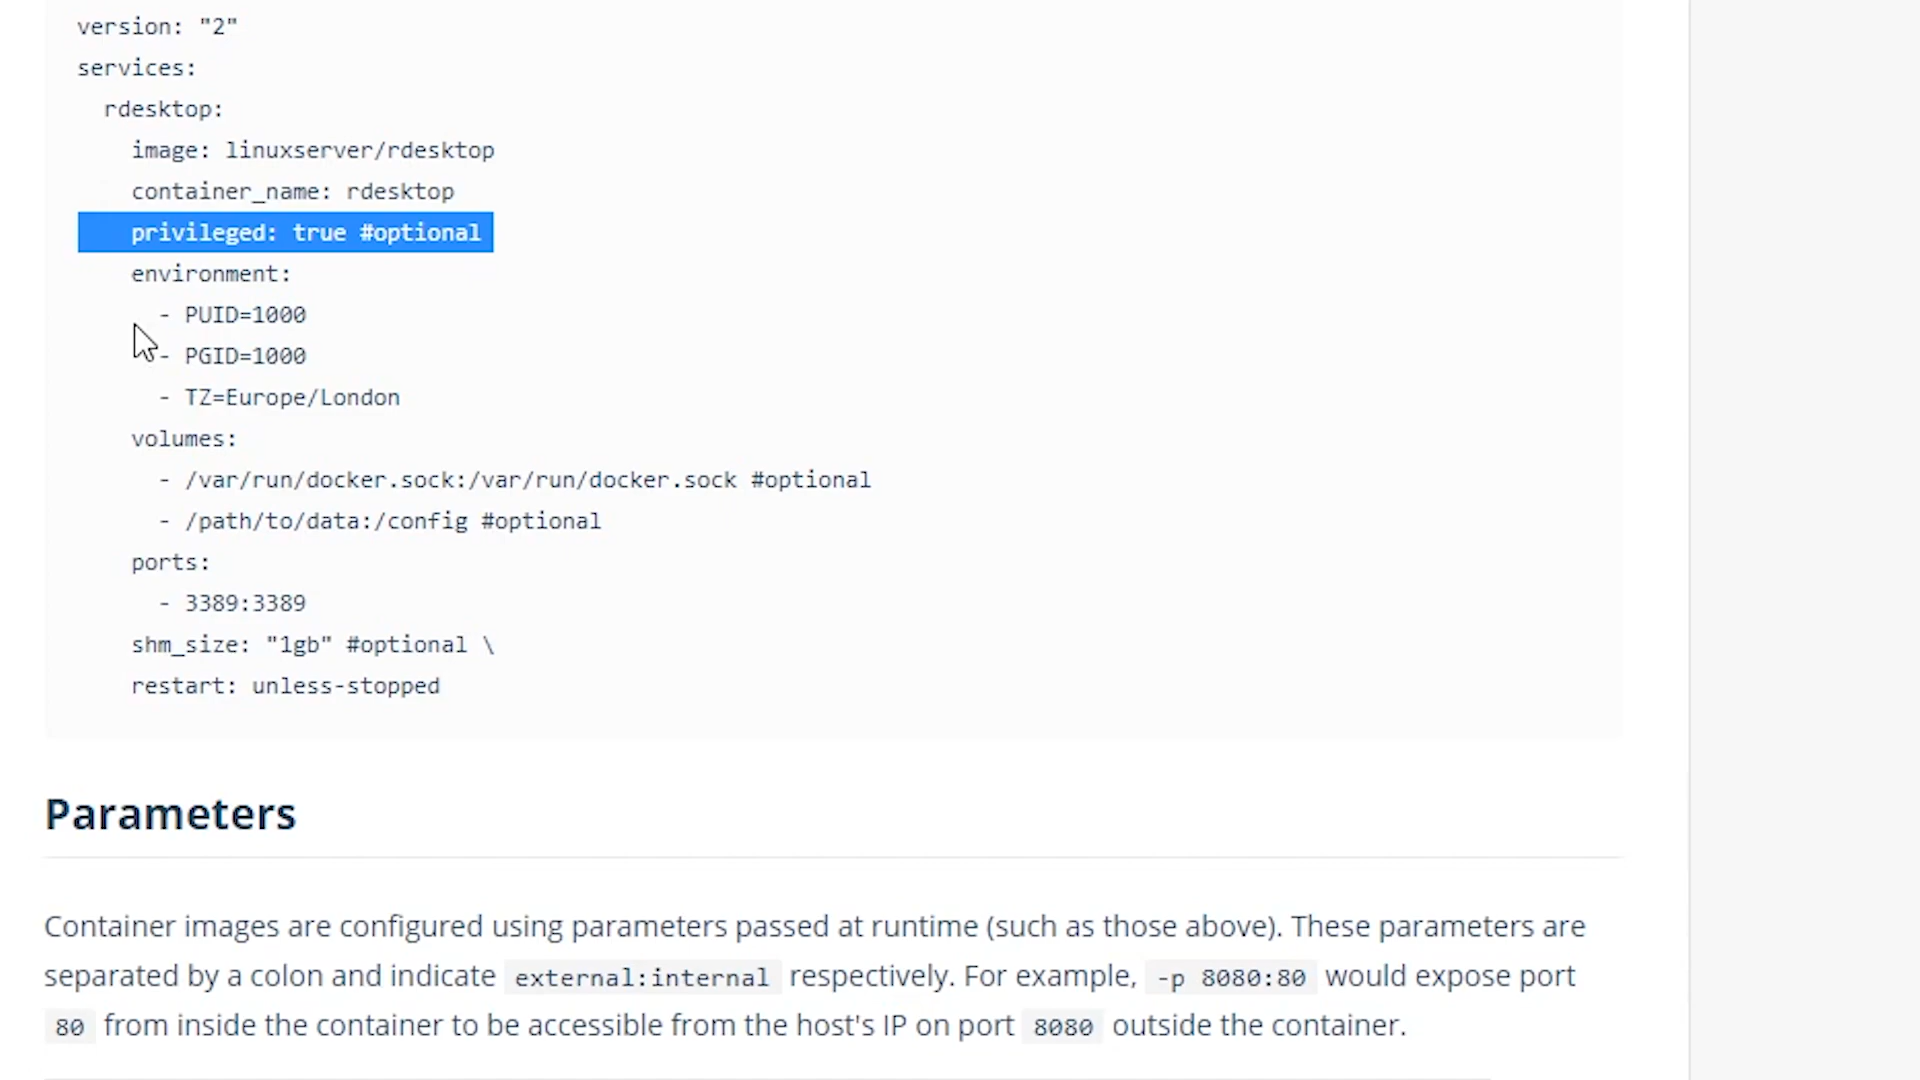 version: "2"
services:
  rdesktop:
    image: linuxserver/rdesktop
    container_name: rdesktop
    privileged: true #optional
    environment:
      - PUID=1000
      - PGID=1000
      - TZ=Europe/London
    volumes:
      - /var/run/docker.sock:/var/run/docker.sock #optional
      - /path/to/data:/config #optional
    ports:
      - 3389:3389
    shm_size: "1gb" #optional \
    restart: unless-stopped
Parameters
Container images are configured using parameters passed at runtime (such as those above). These parameters are
separated by a colon and indicate external:internal respectively. For example, -p 8080:80 would expose port
80 from inside the container to be accessible from the host's IP on port 8080 outside the container.